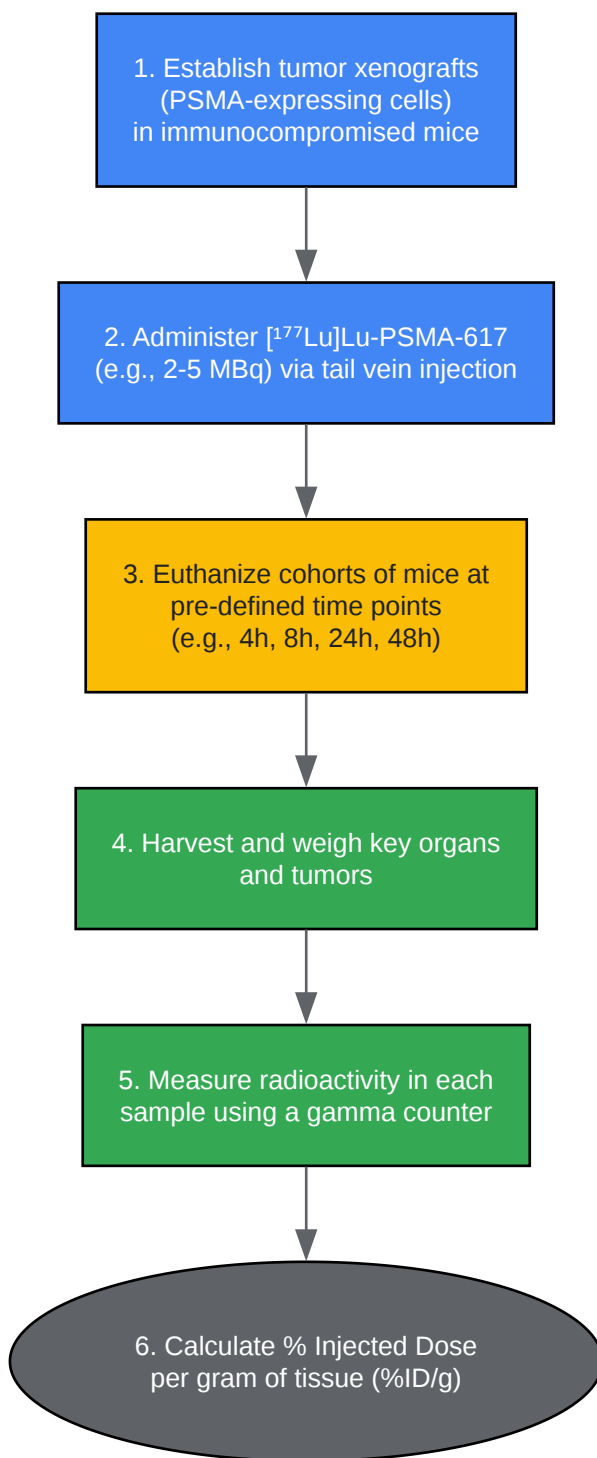 1. Establish tumor xenografts
(PSMA-expressing cells)
in immunocompromised mice
2. Administer [¹⁷⁷Lu]Lu-PSMA-617
(e.g., 2-5 MBq) via tail vein injection
3. Euthanize cohorts of mice at
pre-defined time points
(e.g., 4h, 8h, 24h, 48h)
4. Harvest and weigh key organs
and tumors
5. Measure radioactivity in each
sample using a gamma counter
6. Calculate % Injected Dose
per gram of tissue (%ID/g)